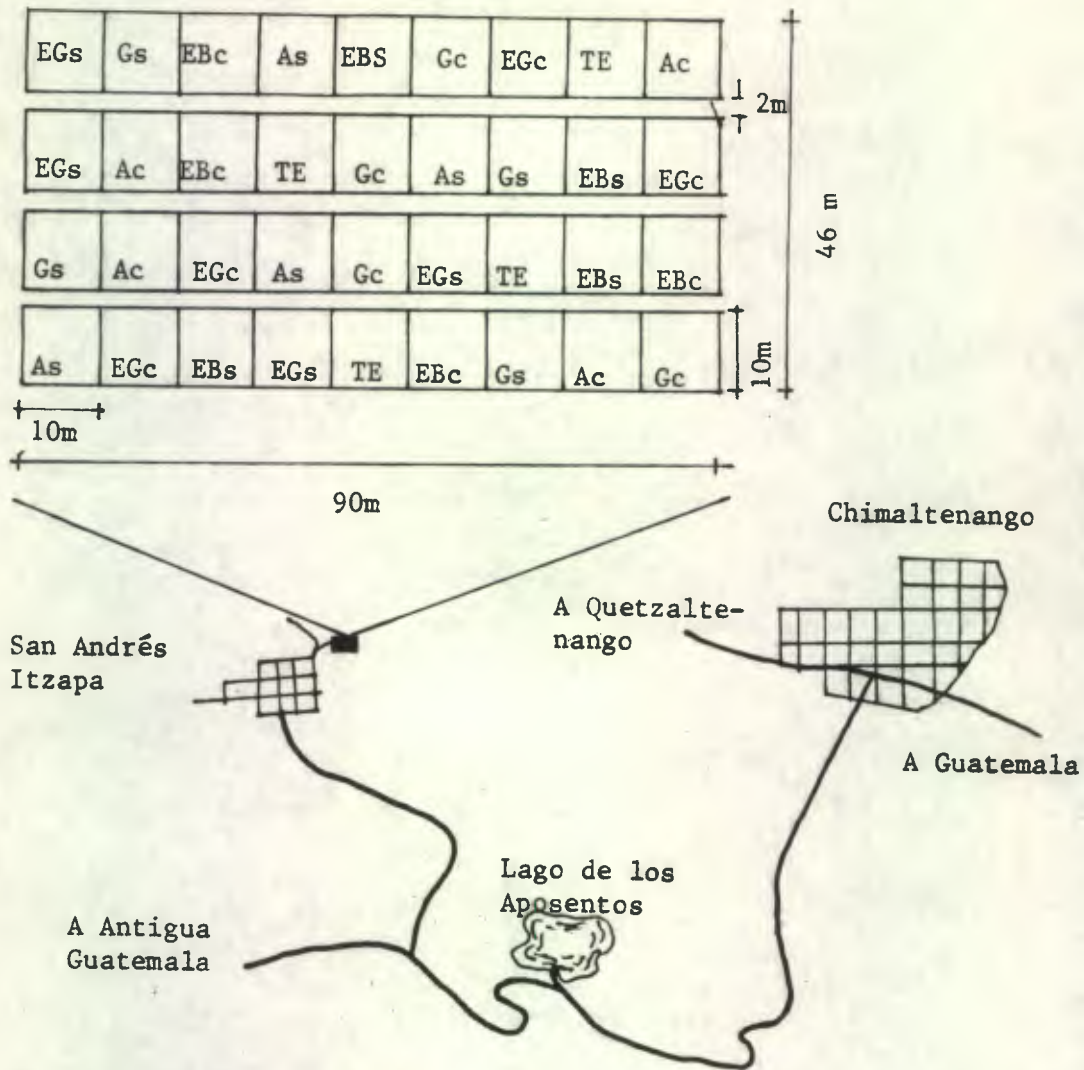 EGs Gs EBc As EBS Gc EGc TE Ac
2m
EGs Ac EBc TE Gc As Gs EBs EGc
46 m
Gs Ac EGc As Gc EGs TE EBs EBc
10m
As EGc EBs EGs TE EBc Gs Ac Gc
10m
90m
Chimaltenango
A Quetzalte-
nango
San Andrés
Itzapa
A Guatemala
Lago de los
Aposentos
A Antigua
Guatemala